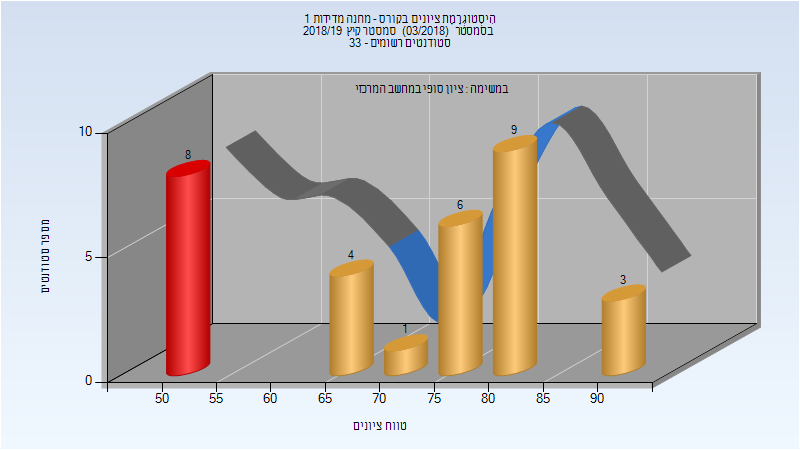 היסטוגרמת ציונים בקורס - מחנה מדידות 1
בסמסטר (03/2018) סמסטר קיץ 2018/19
סטודנטים רשומים - 33
במשימה : ציון סופי במחשב המרכזי
10
5
0
מספר סטודנטים
8
4
1
6
9
3
50 55 60 65 70 75 80 85 90
טווח ציונים